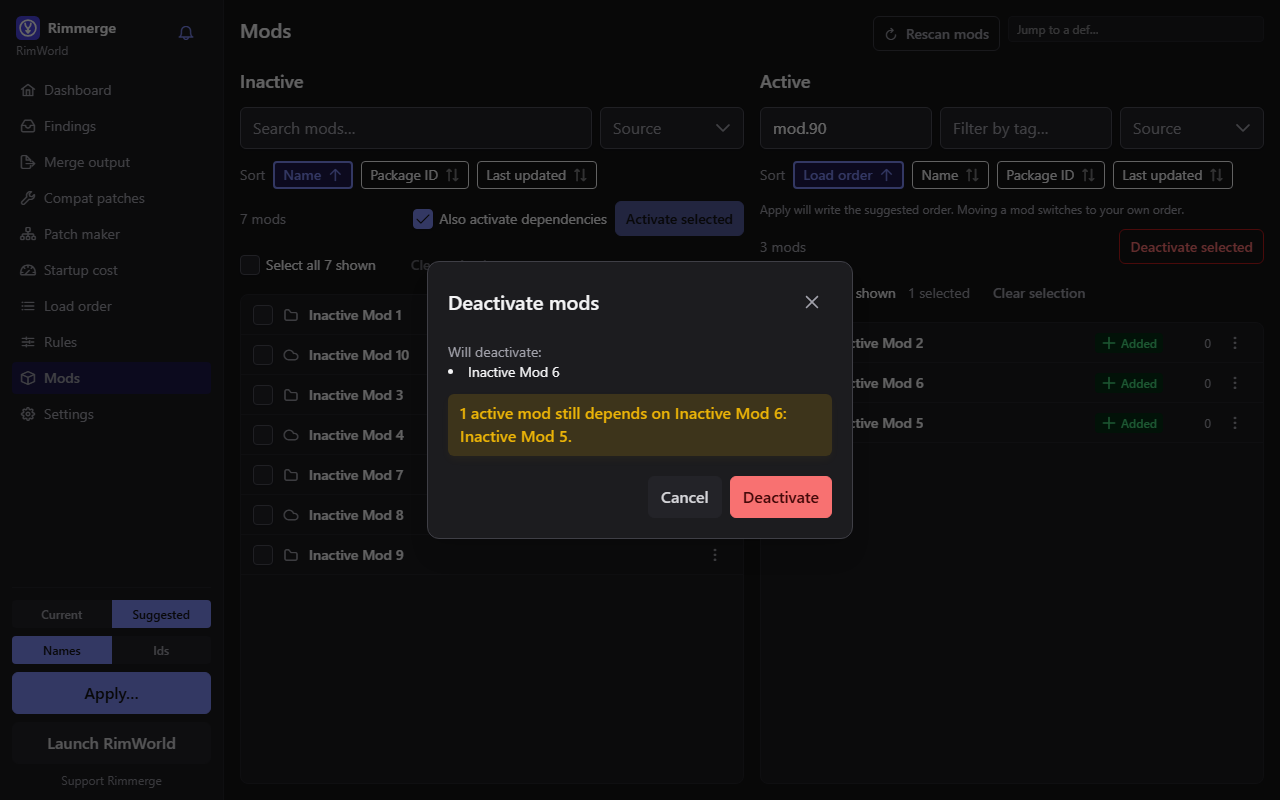 Rimmerge
RimWorld
Dashboard
Findings
Merge output
Compat patches
Patch maker
Startup cost
Load order
Rules
Mods
Settings
Current
Suggested
Names
Ids
Apply...
Launch RimWorld
Support Rimmerge
Mods
Rescan mods
Jump to a def...
Inactive
Search mods...
Source
Sort
Name
Package ID
Last updated
7 mods
Also activate dependencies
Activate selected
Select all 7 shown
Inactive Mod 1
Inactive Mod 10
Inactive Mod 3
Inactive Mod 4
Inactive Mod 7
Inactive Mod 8
Inactive Mod 9
Active
mod.90
Filter by tag...
Source
Sort
Load order
Name
Package ID
Last updated
Apply will write the suggested order. Moving a mod switches to your own order.
3 mods
Deactivate selected
shown
1 selected
Clear selection
Mod 2
Added
0
Mod 6
Added
0
Mod 5
Added
0
Deactivate mods
Will deactivate:
• Inactive Mod 6
1 active mod still depends on Inactive Mod 6:
Inactive Mod 5.
Cancel
Deactivate